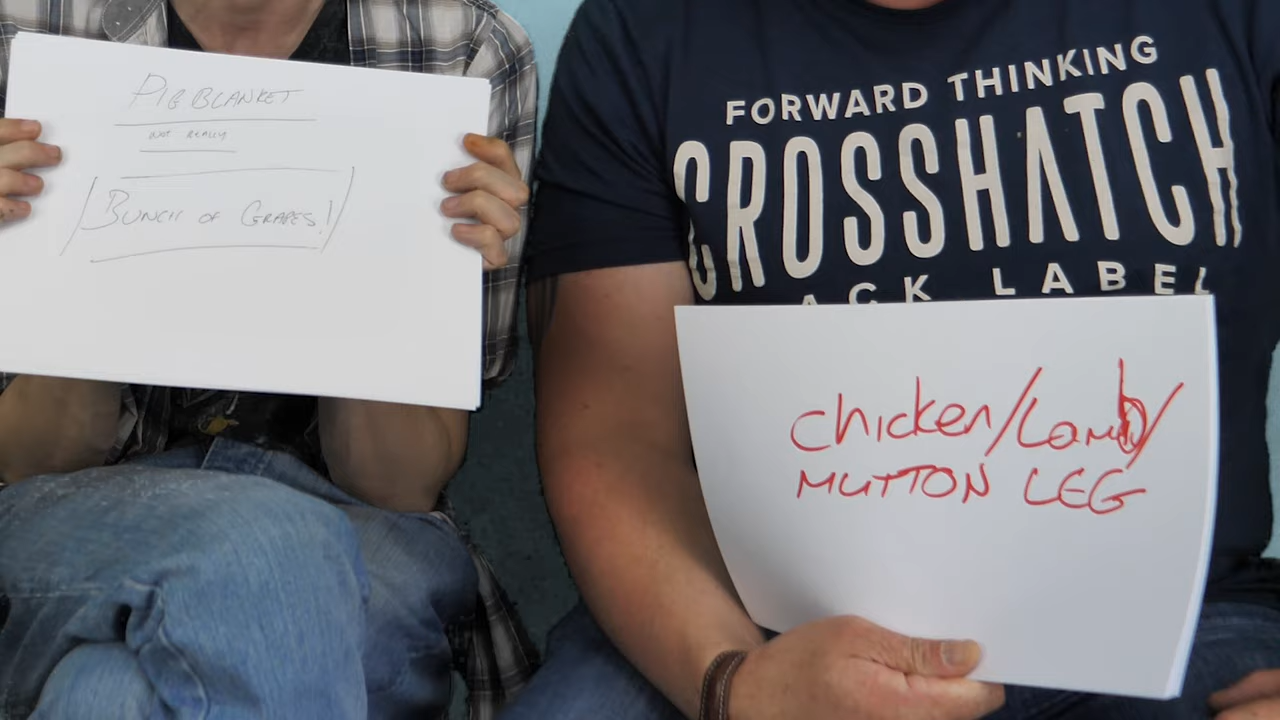 PIG BLANKET
NOT REALLY
BUNCH OF GRAPES!
FORWARD THINKING
CROSSHATCH
ACK LABEL
chicken/Lamb/
MUTTON LEG